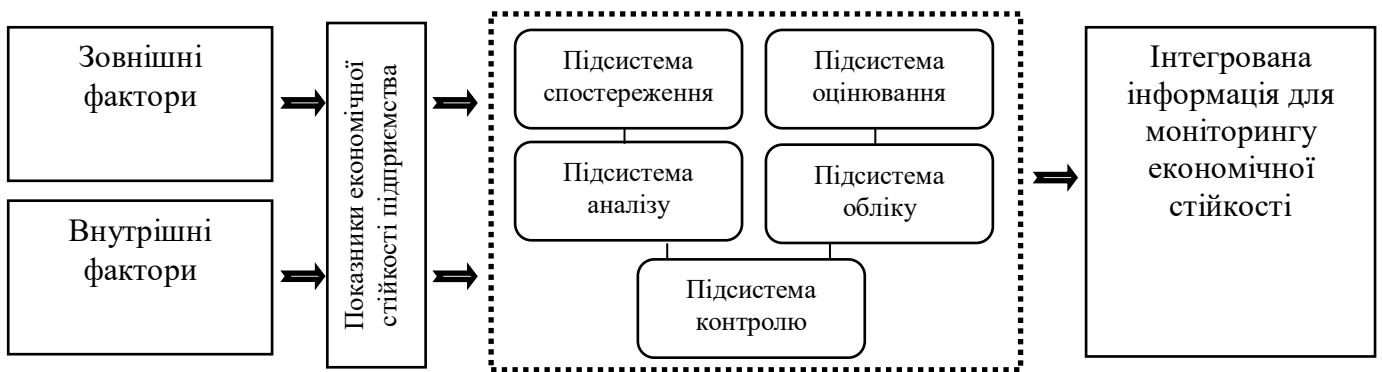 Зовнішні
фактори
Внутрішні
фактори
Показники економічної
стійкості підприємства
Підсистема
спостереження
Підсистема
оцінювання
Підсистема
аналізу
Підсистема
обліку
Підсистема
контролю
Інтегрована
інформація для
моніторингу
економічної
стійкості